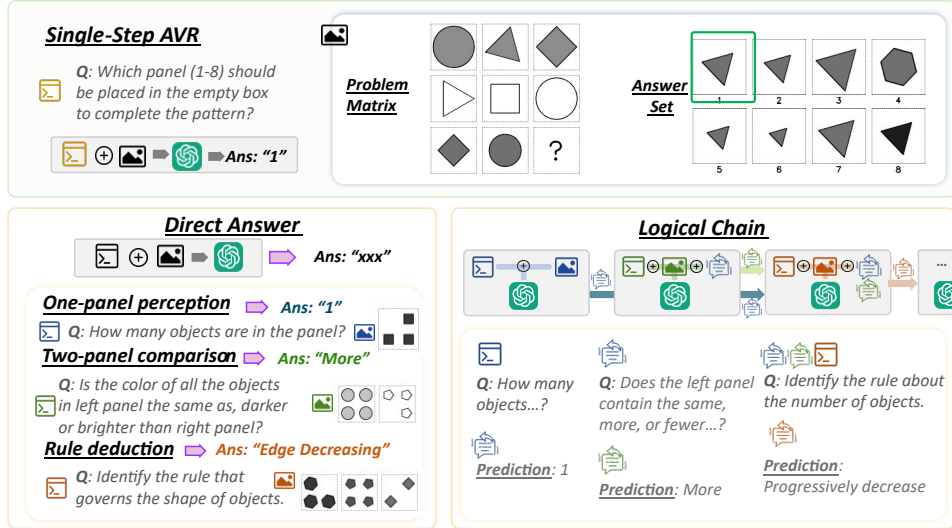 Single-Step AVR
Q: Which panel (1-8) should
be placed in the empty box
to complete the pattern?
Ans: “1”
Problem
Matrix
?
Answer
Set
1
2
3
4
5
6
7
8
Direct Answer
Ans: “xxx”
One-panel perception
Ans: “1”
Q: How many objects are in the panel?
Two-panel comparison
Ans: “More”
Q: Is the color of all the objects
in left panel the same as, darker
or brighter than right panel?
Rule deduction
Ans: “Edge Decreasing”
Q: Identify the rule that
governs the shape of objects.
Logical Chain
...
Q: How many
objects…?
Prediction: 1
Q: Does the left panel
contain the same,
more, or fewer…?
Prediction: More
Q: Identify the rule about
the number of objects.
Prediction:
Progressively decrease